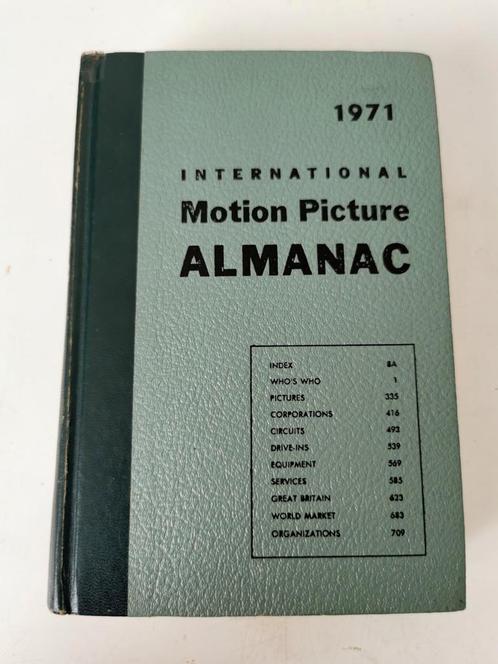 1971
INTERNATIONAL
Motion Picture
ALMANAC
INDEX 8A
WHO'S WHO 1
PICTURES 335
CORPORATIONS 416
CIRCUITS 493
DRIVE-INS 539
EQUIPMENT 569
SERVICES 585
GREAT BRITAIN 623
WORLD MARKET 683
ORGANIZATIONS 709